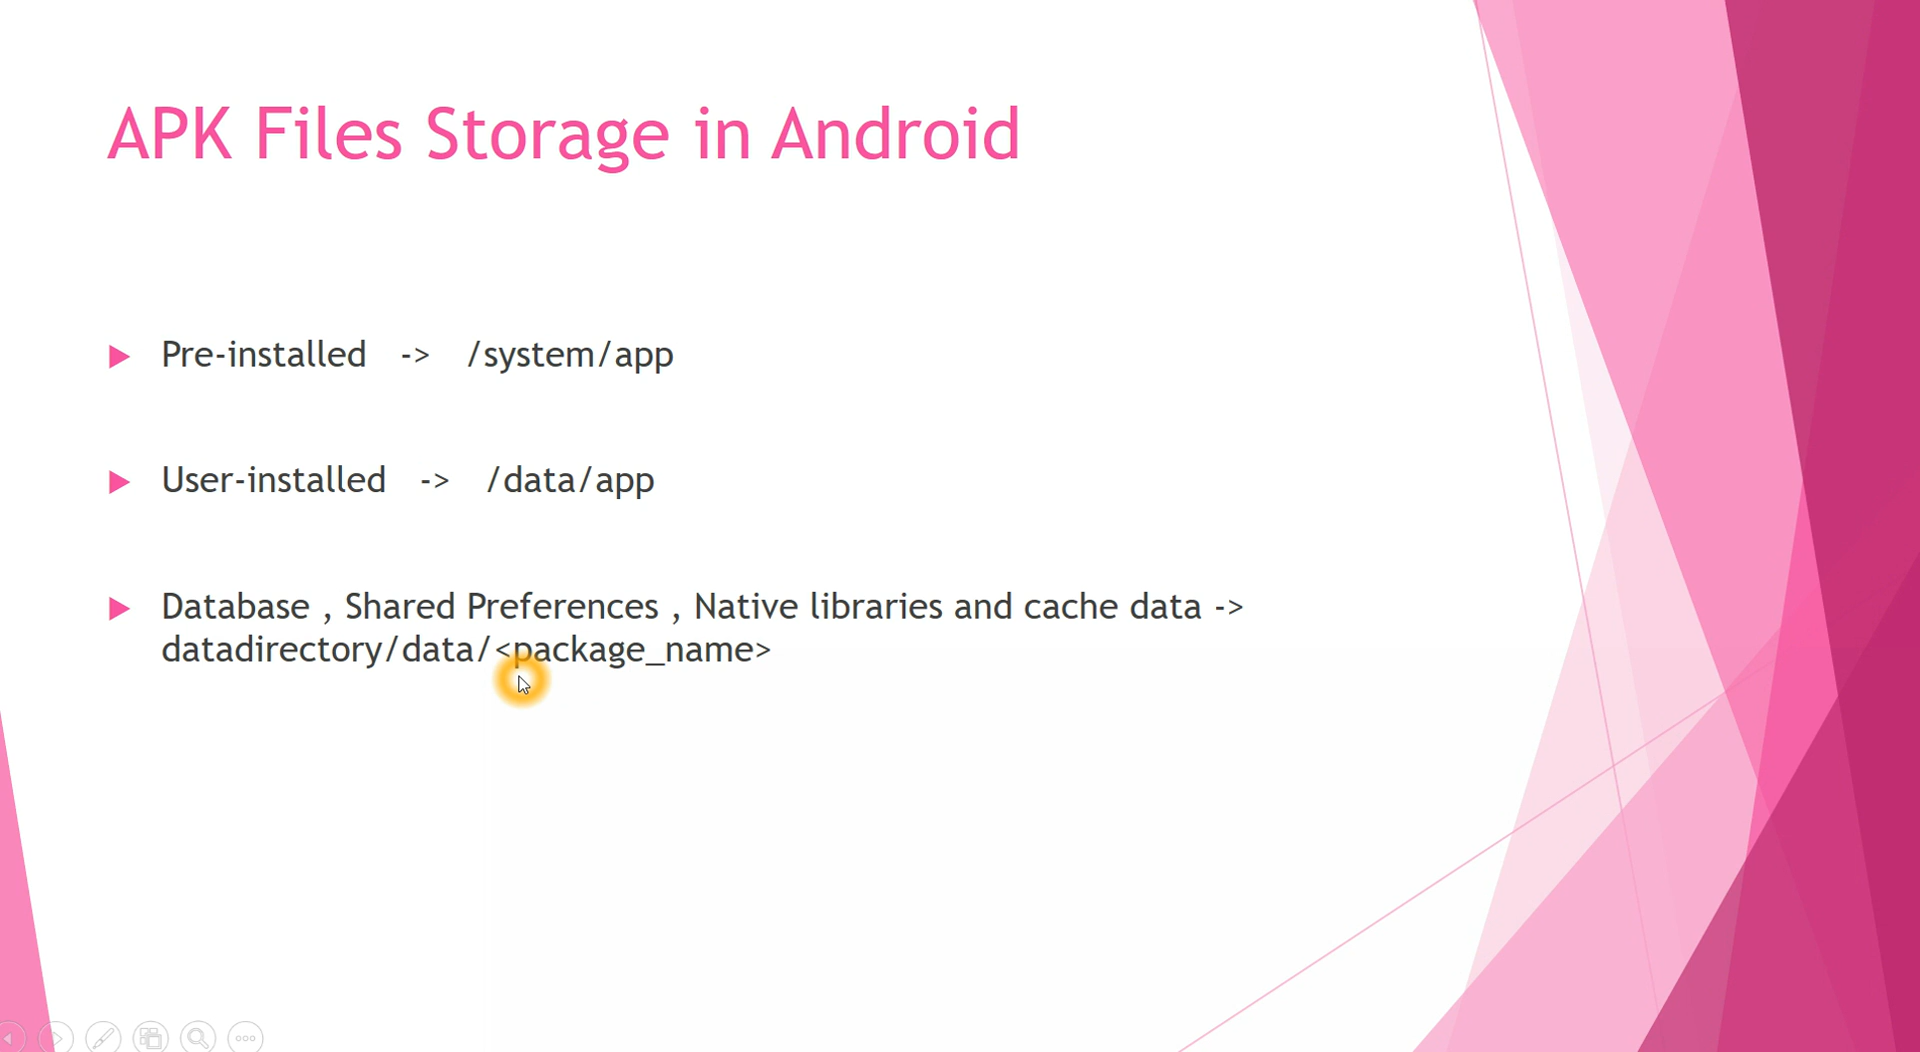 APK Files Storage in Android
Pre-installed -> /system/app
User-installed -> /data/app
Database , Shared Preferences , Native libraries and cache data ->
datadirectory/data/<package_name>